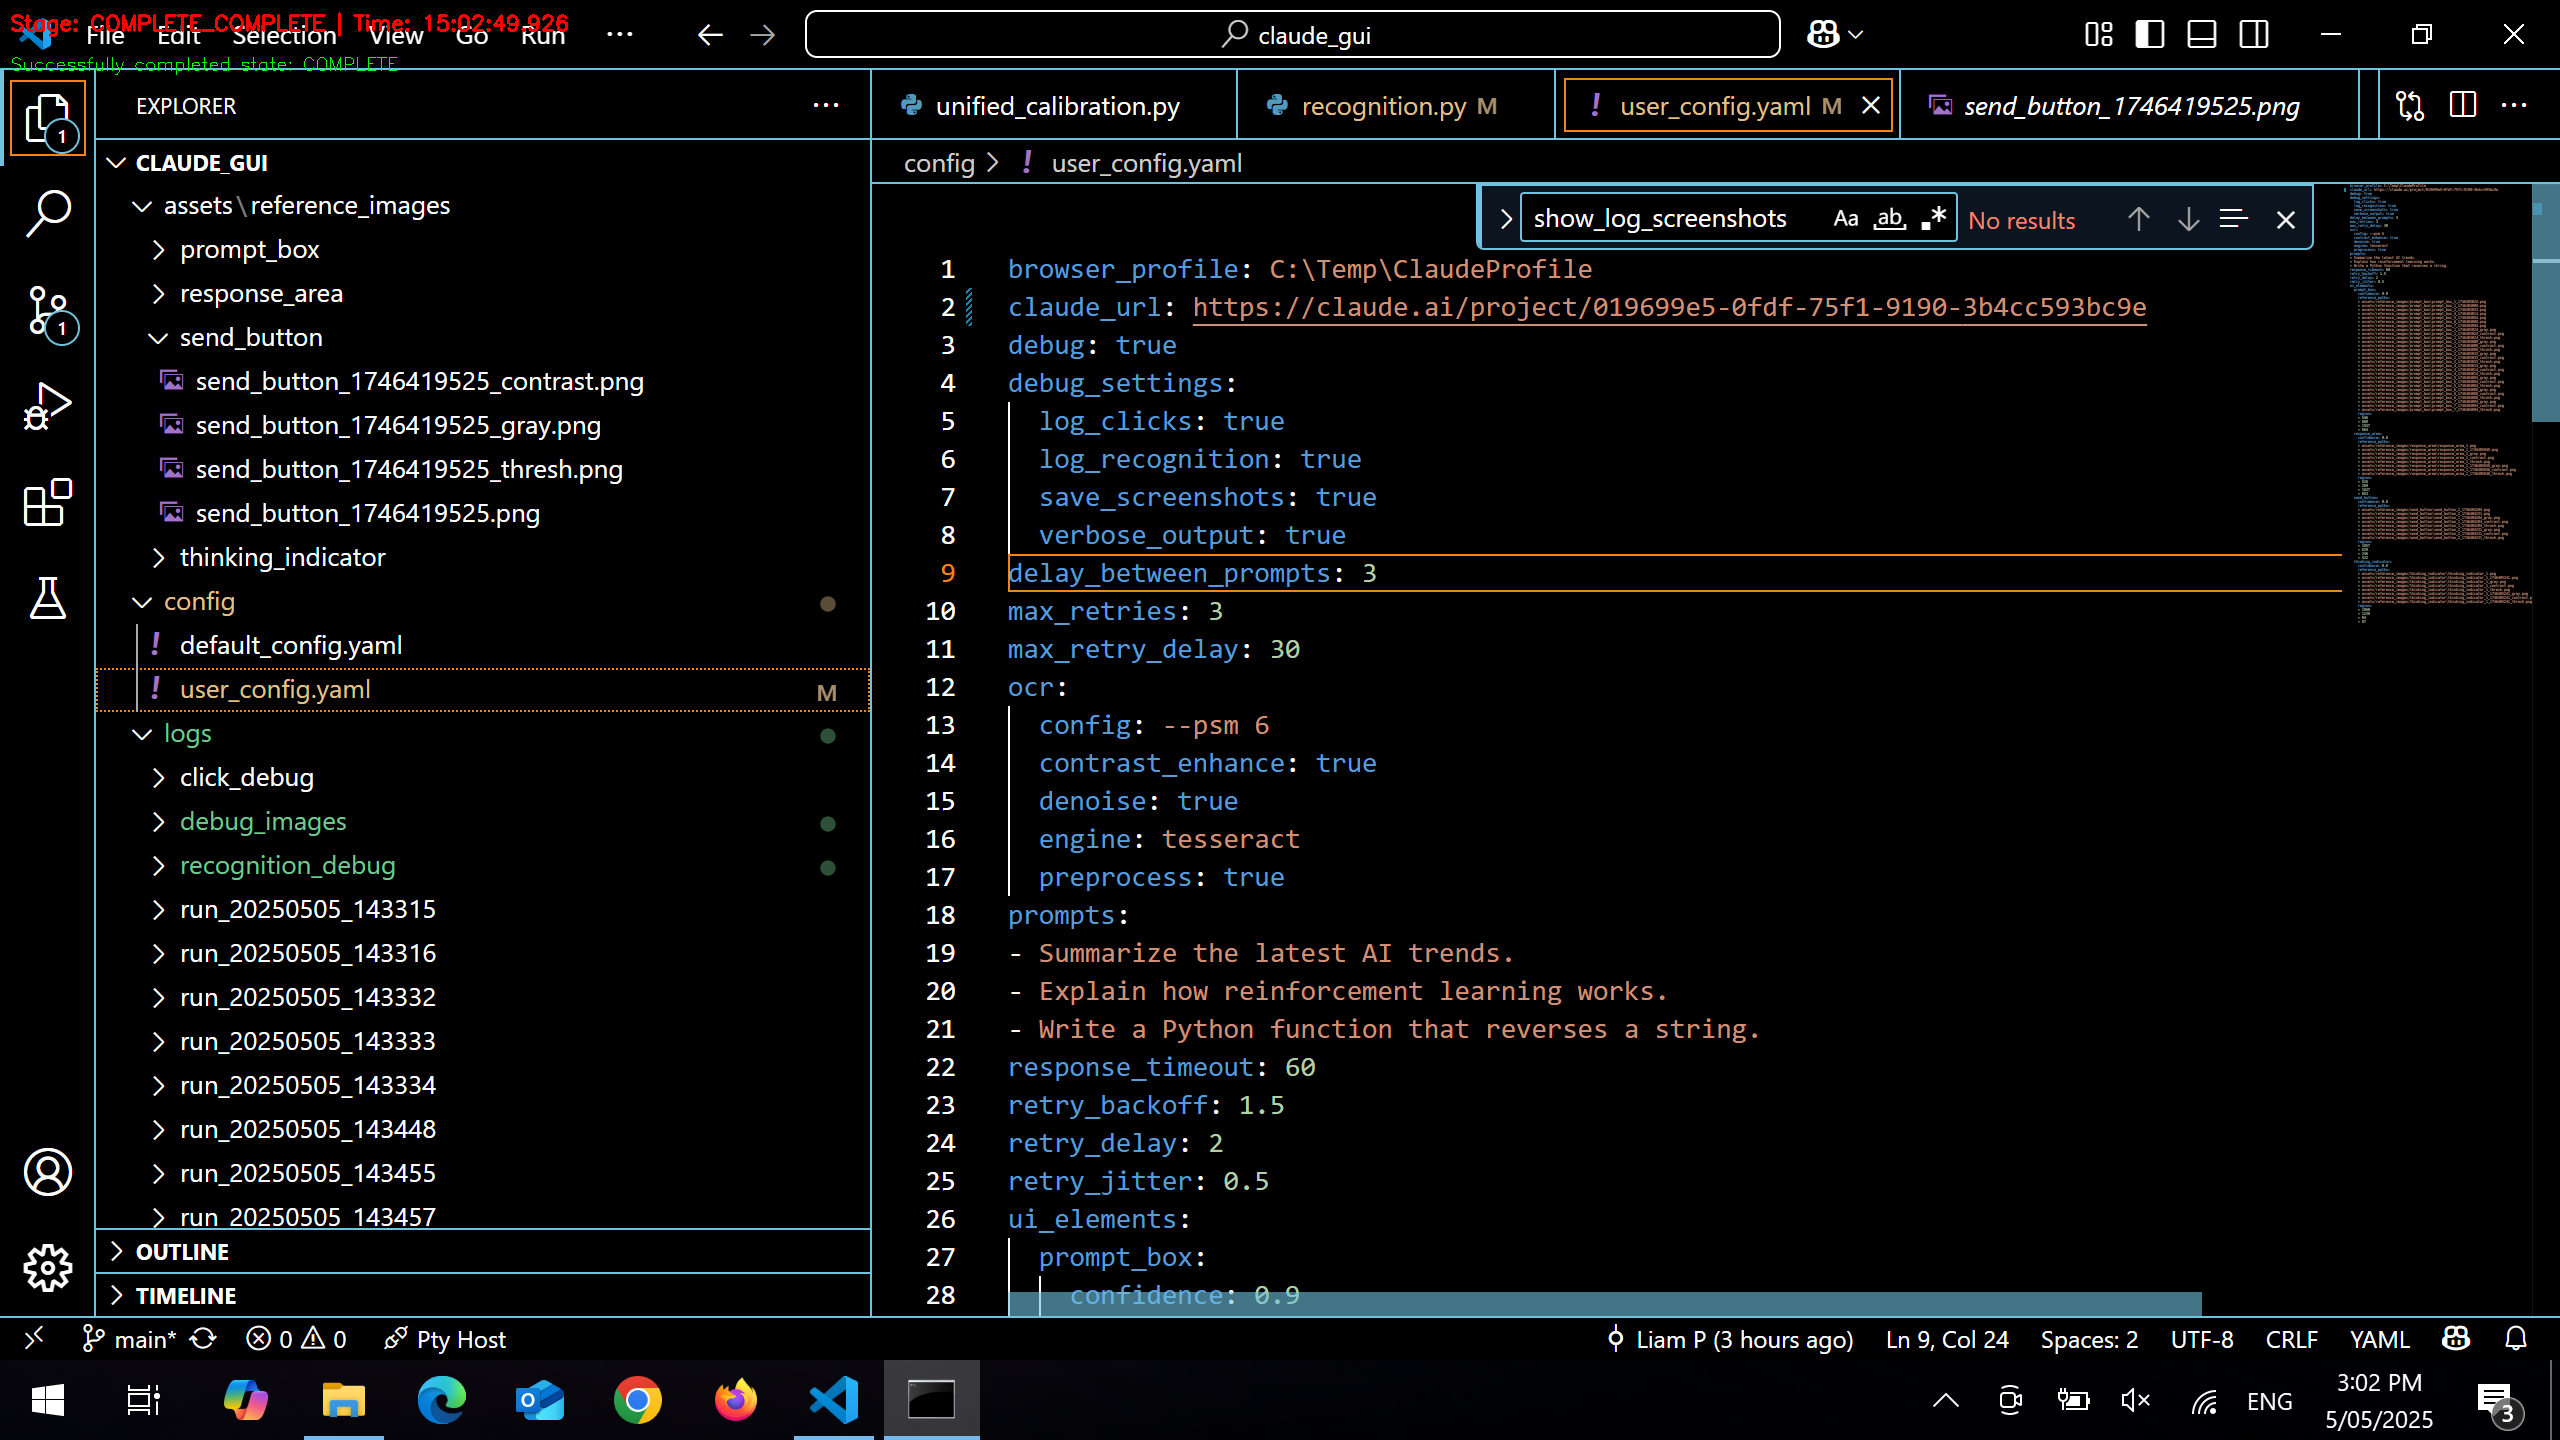 Stage: COMPLETE_COMPLETE | Time: 15:02:49.926
Successfully completed state: COMPLETE
File Edit Selection View Go Run ...
claude_gui
EXPLORER
CLAUDE_GUI
assets\reference_images
prompt_box
response_area
send_button
send_button_1746419525_contrast.png
send_button_1746419525_gray.png
send_button_1746419525_thresh.png
send_button_1746419525.png
thinking_indicator
config
default_config.yaml
user_config.yaml M
logs
click_debug
debug_images
recognition_debug
run_20250505_143315
run_20250505_143316
run_20250505_143332
run_20250505_143333
run_20250505_143334
run_20250505_143448
run_20250505_143455
run_20250505_143457
OUTLINE
TIMELINE
1
1
unified_calibration.py
recognition.py M
! user_config.yaml M
send_button_1746419525.png
config > ! user_config.yaml
show_log_screenshots Aa ab .* No results
1 browser_profile: C:\Temp\ClaudeProfile
2 claude_url: https://claude.ai/project/019699e5-0fdf-75f1-9190-3b4cc593bc9e
3 debug: true
4 debug_settings:
5 log_clicks: true
6 log_recognition: true
7 save_screenshots: true
8 verbose_output: true
9 delay_between_prompts: 3
10 max_retries: 3
11 max_retry_delay: 30
12 ocr:
13 config: --psm 6
14 contrast_enhance: true
15 denoise: true
16 engine: tesseract
17 preprocess: true
18 prompts:
19 - Summarize the latest AI trends.
20 - Explain how reinforcement learning works.
21 - Write a Python function that reverses a string.
22 response_timeout: 60
23 retry_backoff: 1.5
24 retry_delay: 2
25 retry_jitter: 0.5
26 ui_elements:
27 prompt_box:
28 confidence: 0.9
main* 0 0 Pty Host
Liam P (3 hours ago) Ln 9, Col 24 Spaces: 2 UTF-8 CRLF YAML
ENG
3:02 PM
5/05/2025
3